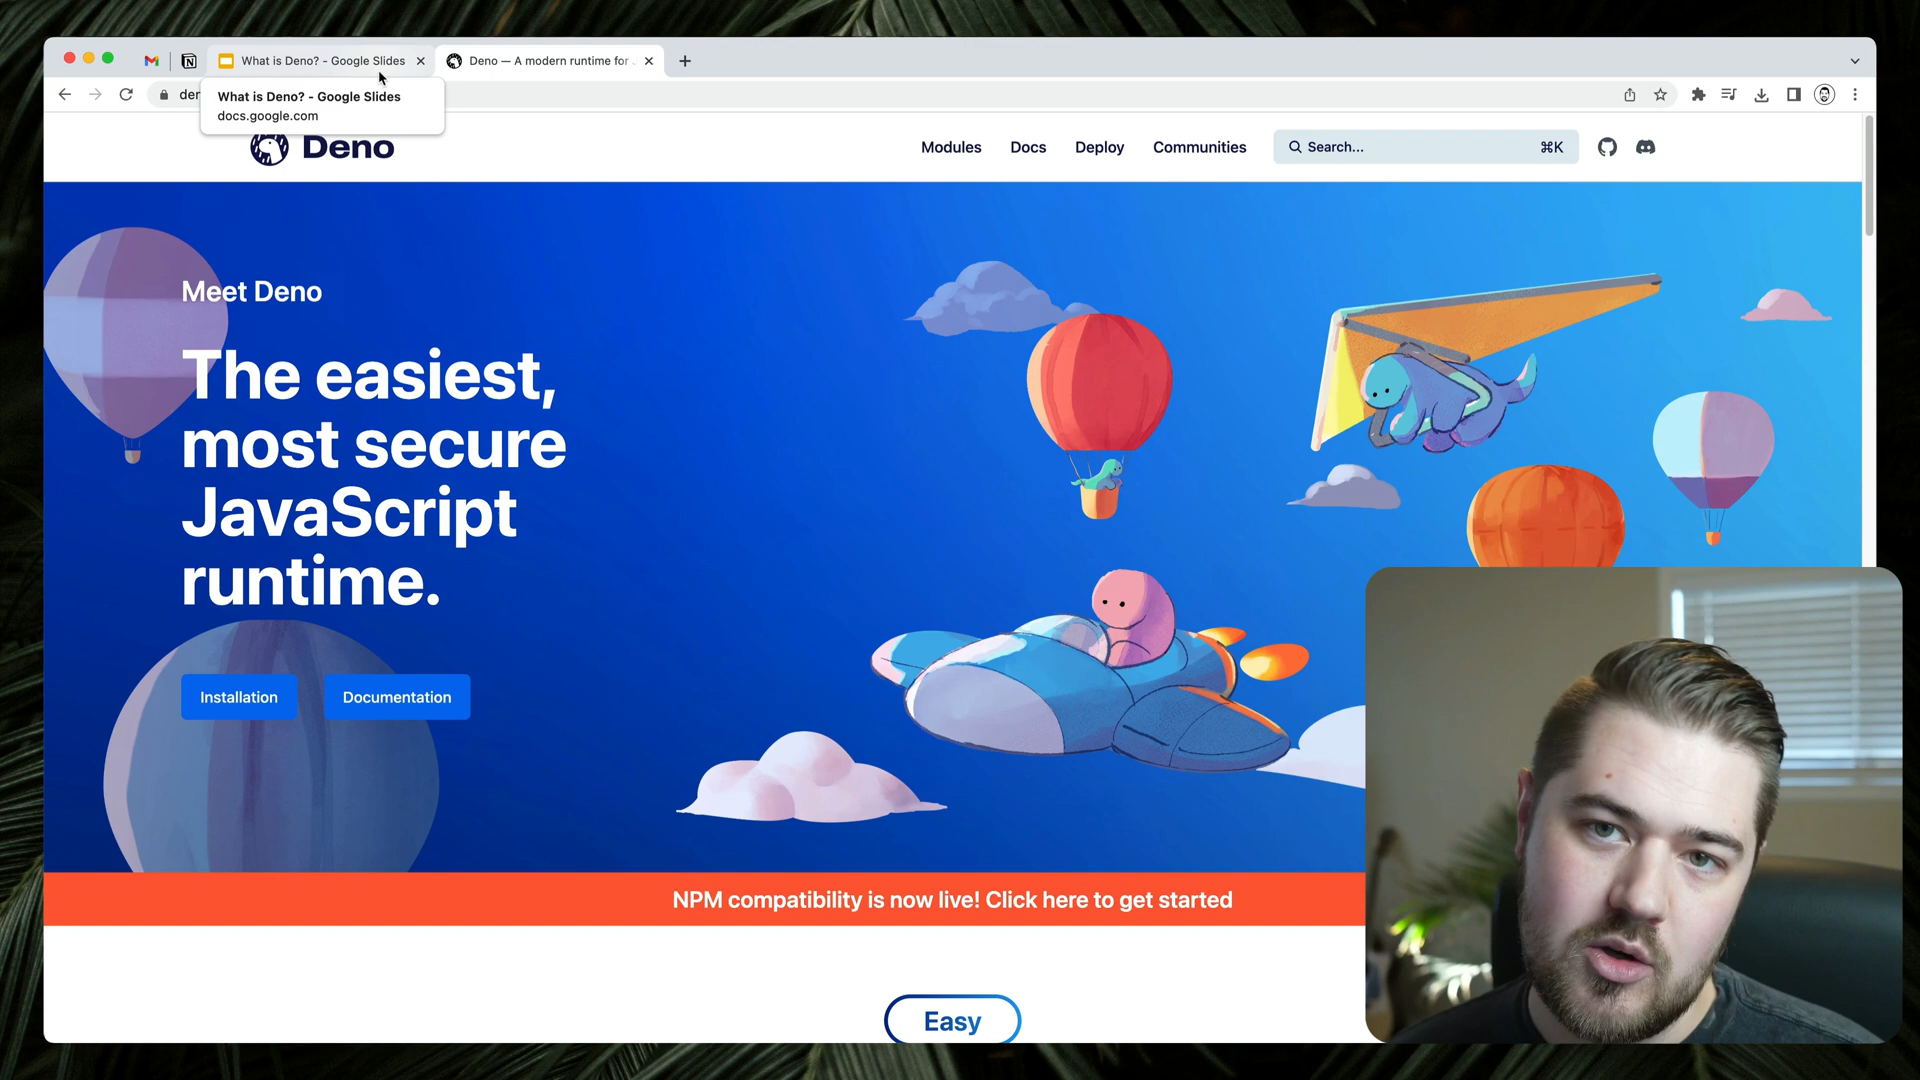 What is Deno? - Google Slides
Deno — A modern runtime for
What is Deno? - Google Slides
docs.google.com
Deno
Modules
Docs
Deploy
Communities
Search...
⌘K
Meet Deno
The easiest,
most secure
JavaScript
runtime.
Installation
Documentation
NPM compatibility is now live! Click here to get started
Easy